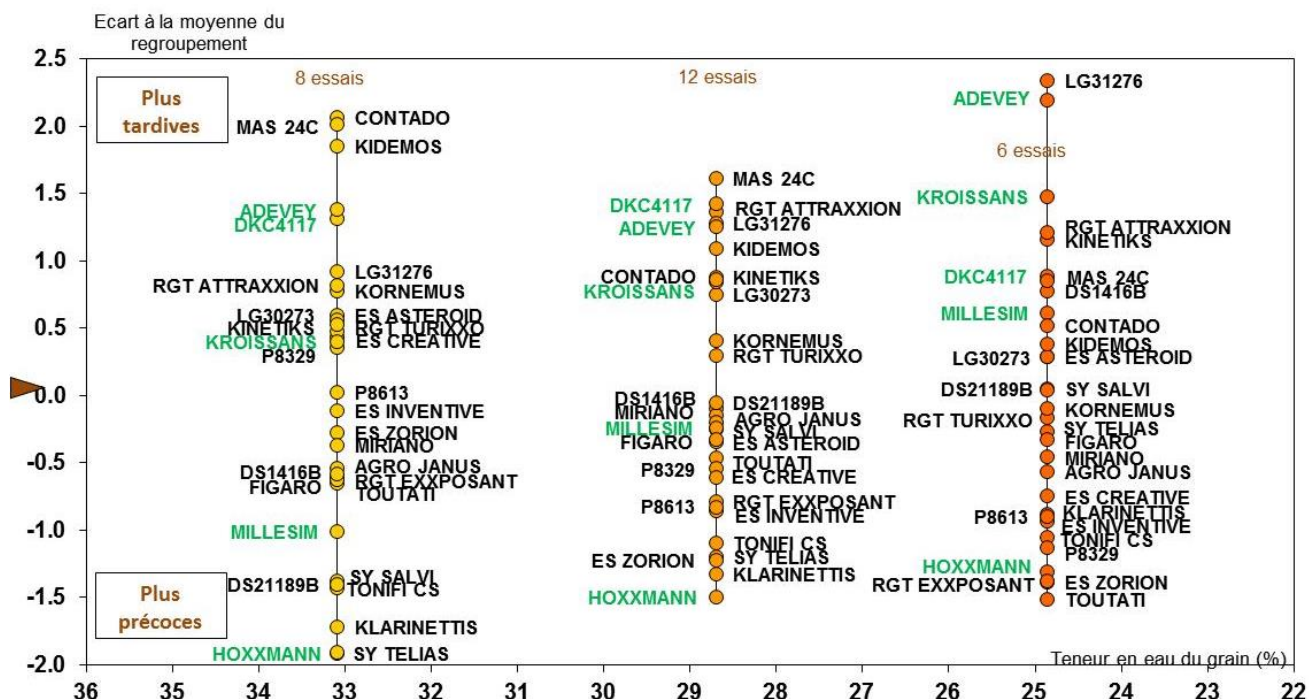 Ecart à la moyenne du
regroupement
2.5
2.0
1.5
1.0
0.5
0.0
-0.5
-1.0
-1.5
-2.0
Plus
tardives
Plus
précoces
8 essais
CONTADO
MAS 24C
KIDEMOS
ADEVEY
DKC4117
LG31276
RGT ATTRAXXION
KORNEMUS
LG30273
ES ASTEROID
KINETIKS
RGT TURIXXO
KROISSANS
ES CREATIVE
P8329
P8613
ES INVENTIVE
ES ZORION
MIRIANO
AGRO JANUS
DS1416B
RGT EXXPOSANT
FIGARO
TOUTATI
MILLESIM
SY SALVI
DS21189B
TONIFI CS
KLARINETTIS
HOXXMANN
SY TELIAS
12 essais
MAS 24C
DKC4117
RGT ATTRAXXION
LG31276
ADEVEY
KIDEMOS
CONTADO
KINETIKS
KROISSANS
LG30273
KORNEMUS
RGT TURIXXO
DS1416B
DS21189B
MIRIANO
AGRO JANUS
MILLESIM
SY SALVI
FIGARO
ES ASTEROID
TOUTATI
P8329
ES CREATIVE
RGT EXXPOSANT
P8613
ES INVENTIVE
TONIFI CS
ES ZORION
SY TELIAS
KLARINETTIS
HOXXMANN
LG31276
ADEVEY
6 essais
KROISSANS
RGT ATTRAXXION
KINETIKS
DKC4117
MAS 24C
DS1416B
MILLESIM
CONTADO
KIDEMOS
LG30273
ES ASTEROID
DS21189B
SY SALVI
KORNEMUS
RGT TURIXXO
SY TELIAS
FIGARO
MIRIANO
AGRO JANUS
ES CREATIVE
P8613
KLARINETTIS
ES INVENTIVE
TONIFI CS
P8329
HOXXMANN
RGT EXXPOSANT
ES ZORION
TOUTATI
Teneur en eau du grain (%)
36 35 34 33 32 31 30 29 28 27 26 25 24 23 22